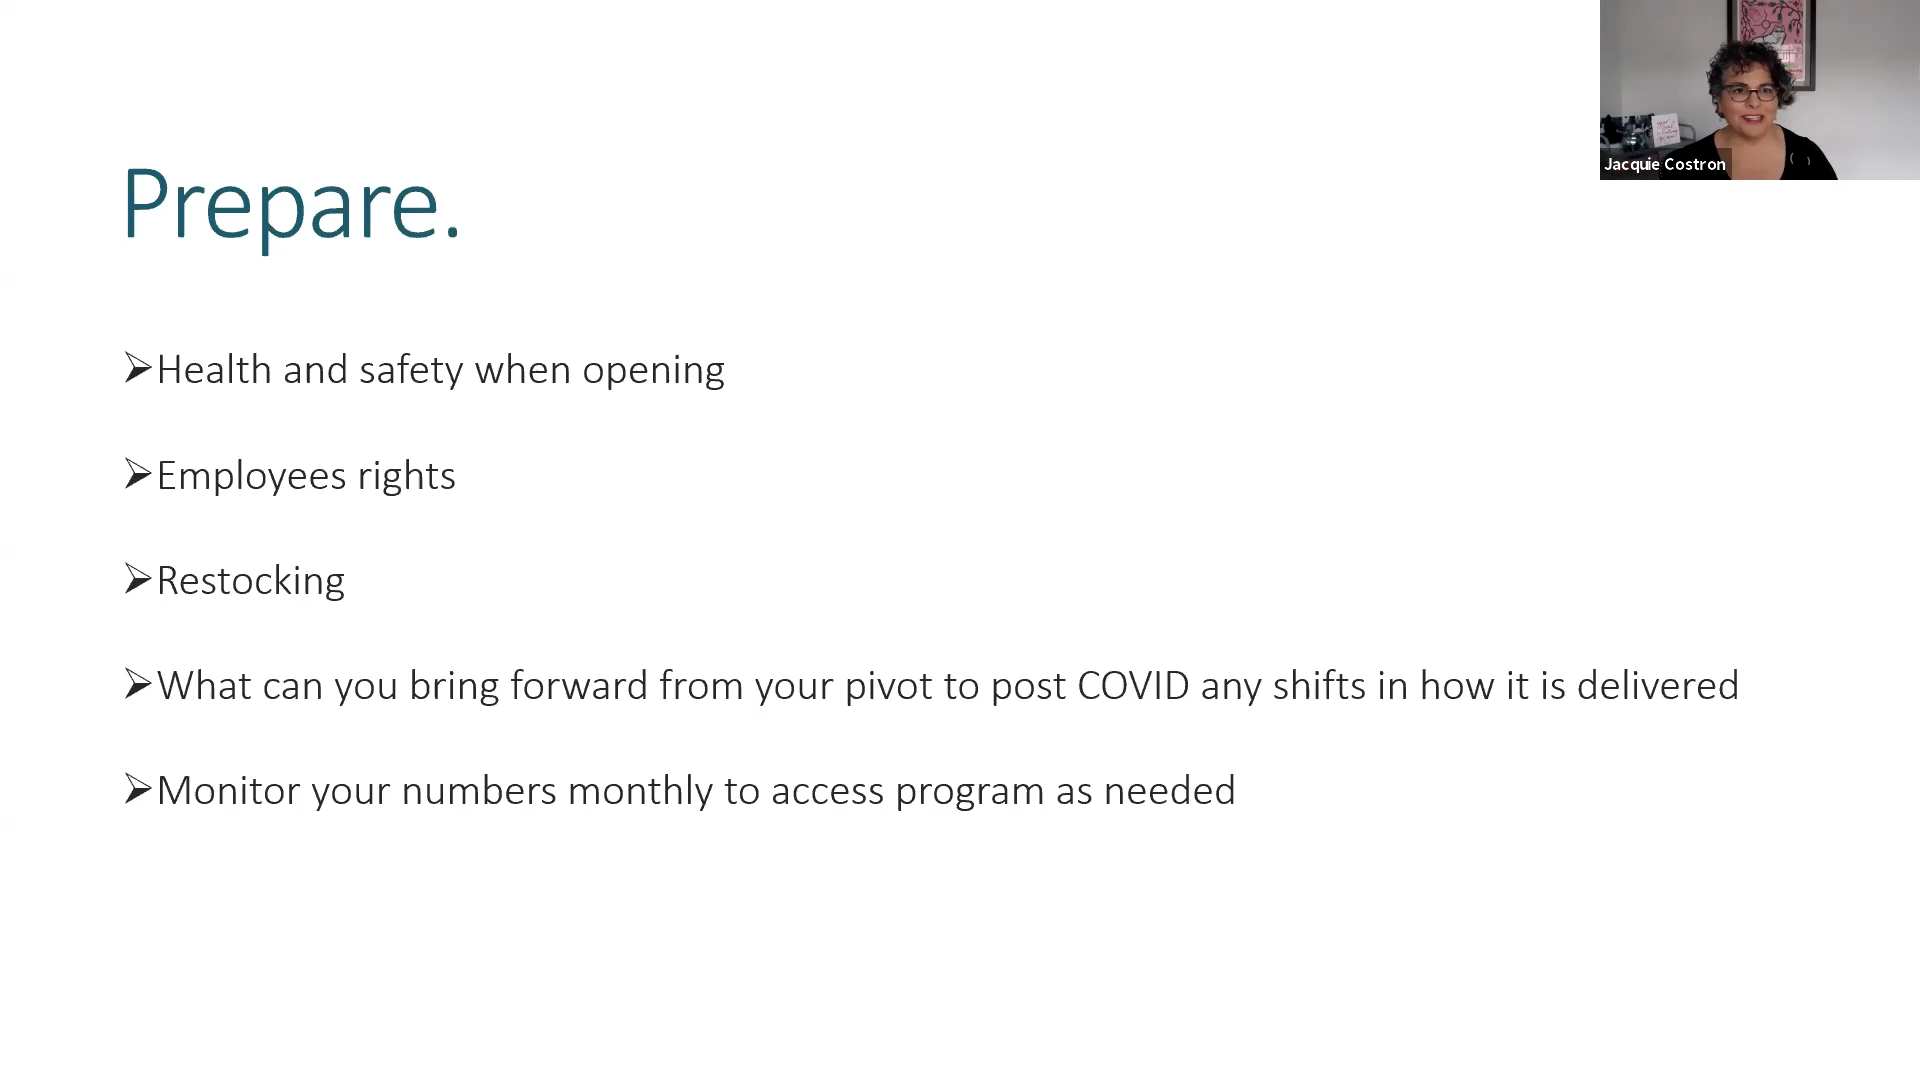 Jacquie Costron
Prepare.
➢Health and safety when opening
➢Employees rights
➢Restocking
➢What can you bring forward from your pivot to post COVID any shifts in how it is delivered
➢Monitor your numbers monthly to access program as needed